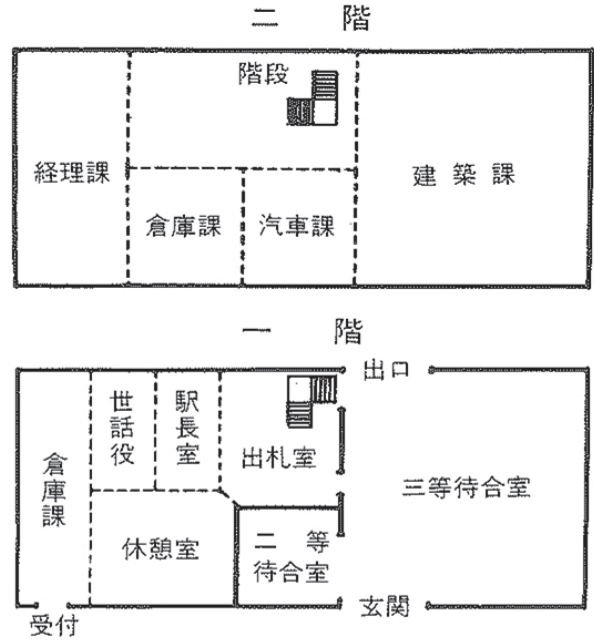 二階
階段
経理課
倉庫課
汽車課
建築課
一階
出口
世話役
駅長室
出札室
倉庫課
三等待合室
休憩室
二等
待合室
受付
玄関